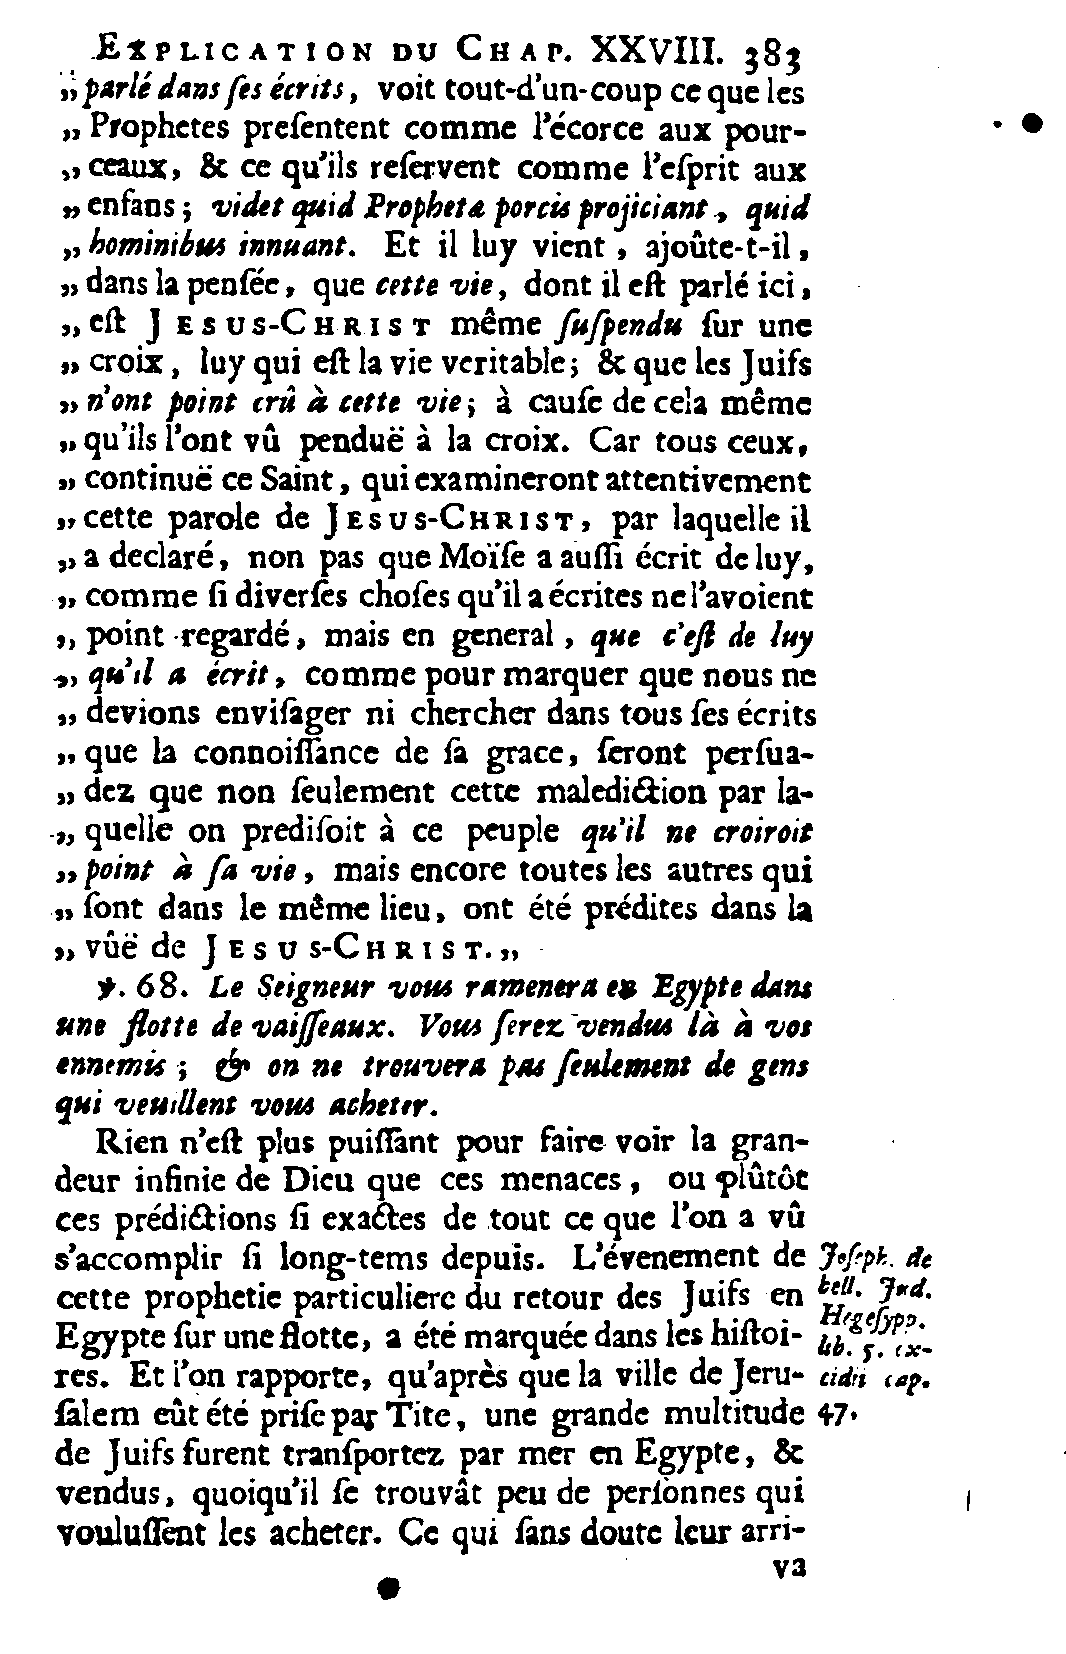 EXPLICATION DU CHAP. XXVIII. 383
„ parlé dans ſes écrits, voit tout-d'un-coup ce que les
„ Prophetes preſentent comme l'écorce aux pour-
„ ceaux, & ce qu'ils reſervent comme l'eſprit aux
„ enfans ; videt quid Propheta porcis projiciant, quid
„ hominibus innuant. Et il luy vient, ajoûte-t-il,
„ dans la penſée, que cette vie, dont il eſt parlé ici,
„ eſt JESUS-CHRIST même ſuſpendu ſur une
„ croix, luy qui eſt la vie veritable; & que les Juifs
„ n'ont point crû à cette vie; à cauſe de cela même
„ qu'ils l'ont vû penduë à la croix. Car tous ceux,
„ continuë ce Saint, qui examineront attentivement
„ cette parole de JESUS-CHRIST, par laquelle il
„ a declaré, non pas que Moïſe a auſſi écrit de luy,
„ comme ſi diverſes choſes qu'il a écrites ne l'avoient
„ point regardé, mais en general, que c'eſt de luy
„ qu'il a écrit, comme pour marquer que nous ne
„ devions enviſager ni chercher dans tous ſes écrits
„ que la connoiſſance de ſa grace, ſeront perſua-
„ dez que non ſeulement cette malediction par la-
„ quelle on prediſoit à ce peuple qu'il ne croiroit
„ point à ſa vie, mais encore toutes les autres qui
„ ſont dans le même lieu, ont été prédites dans la
„ vûë de JESUS-CHRIST. „
℣. 68. Le Seigneur vous ramenera en Egypte dans
une flotte de vaiſſeaux. Vous ſerez vendus là à vos
ennemis ; & on ne trouvera pas ſeulement de gens
qui veuillent vous acheter.
Rien n'eſt plus puiſſant pour faire voir la gran-
deur infinie de Dieu que ces menaces, ou plûtôt
ces prédictions ſi exactes de tout ce que l'on a vû
s'accomplir ſi long-tems depuis. L'évenement de
cette prophetie particuliere du retour des Juifs en
Egypte ſur une flotte, a été marquée dans les hiſtoi-
res. Et l'on rapporte, qu'après que la ville de Jeru-
ſalem eût été priſe par Tite, une grande multitude
de Juifs furent tranſportez par mer en Egypte, &
vendus, quoiqu'il ſe trouvât peu de perſonnes qui
vouluſſent les acheter. Ce qui ſans doute leur arri-
va
Joſeph. de
bell. Jud.
Hegeſypp.
lib. 5. ex-
cidii cap.
47.